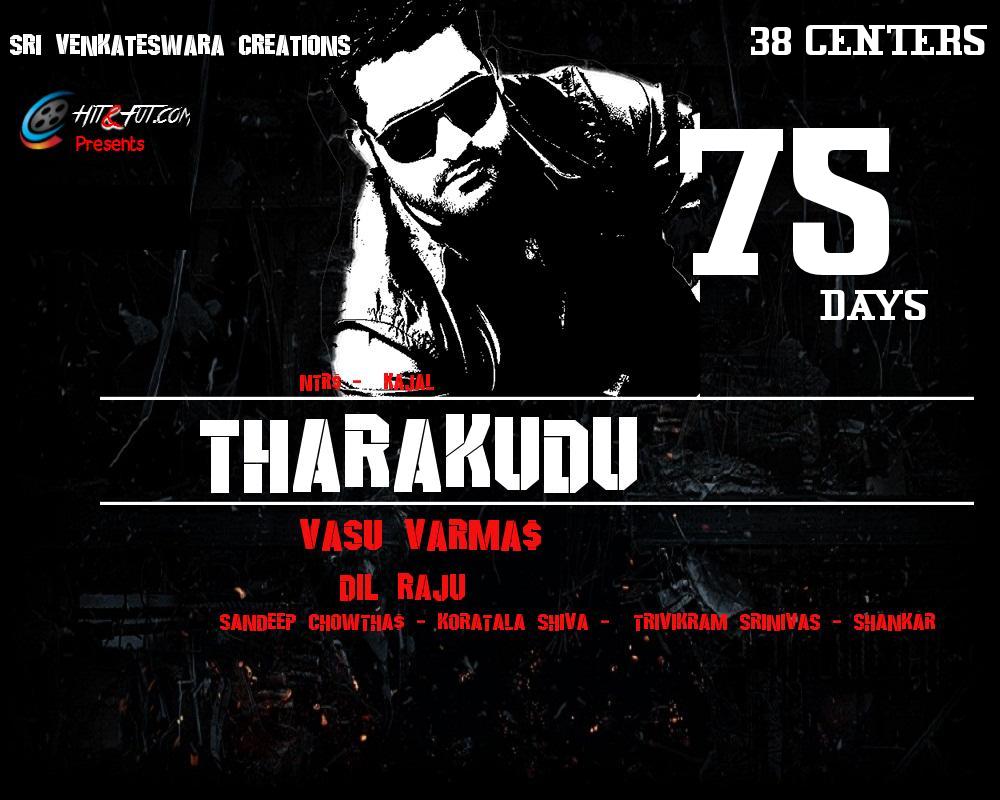 SRI VENKATESWARA CREATIONS
38 CENTERS
HIT&FUT.COM
Presents
75
DAYS
NTRS - KAJAL
THARAKUDU
VASU VARMA$
DIL RAJU
SANDEEP CHOWTHA$ - KORATALA SHIVA - TRIVIKRAM SRINIVAS - SHANKAR